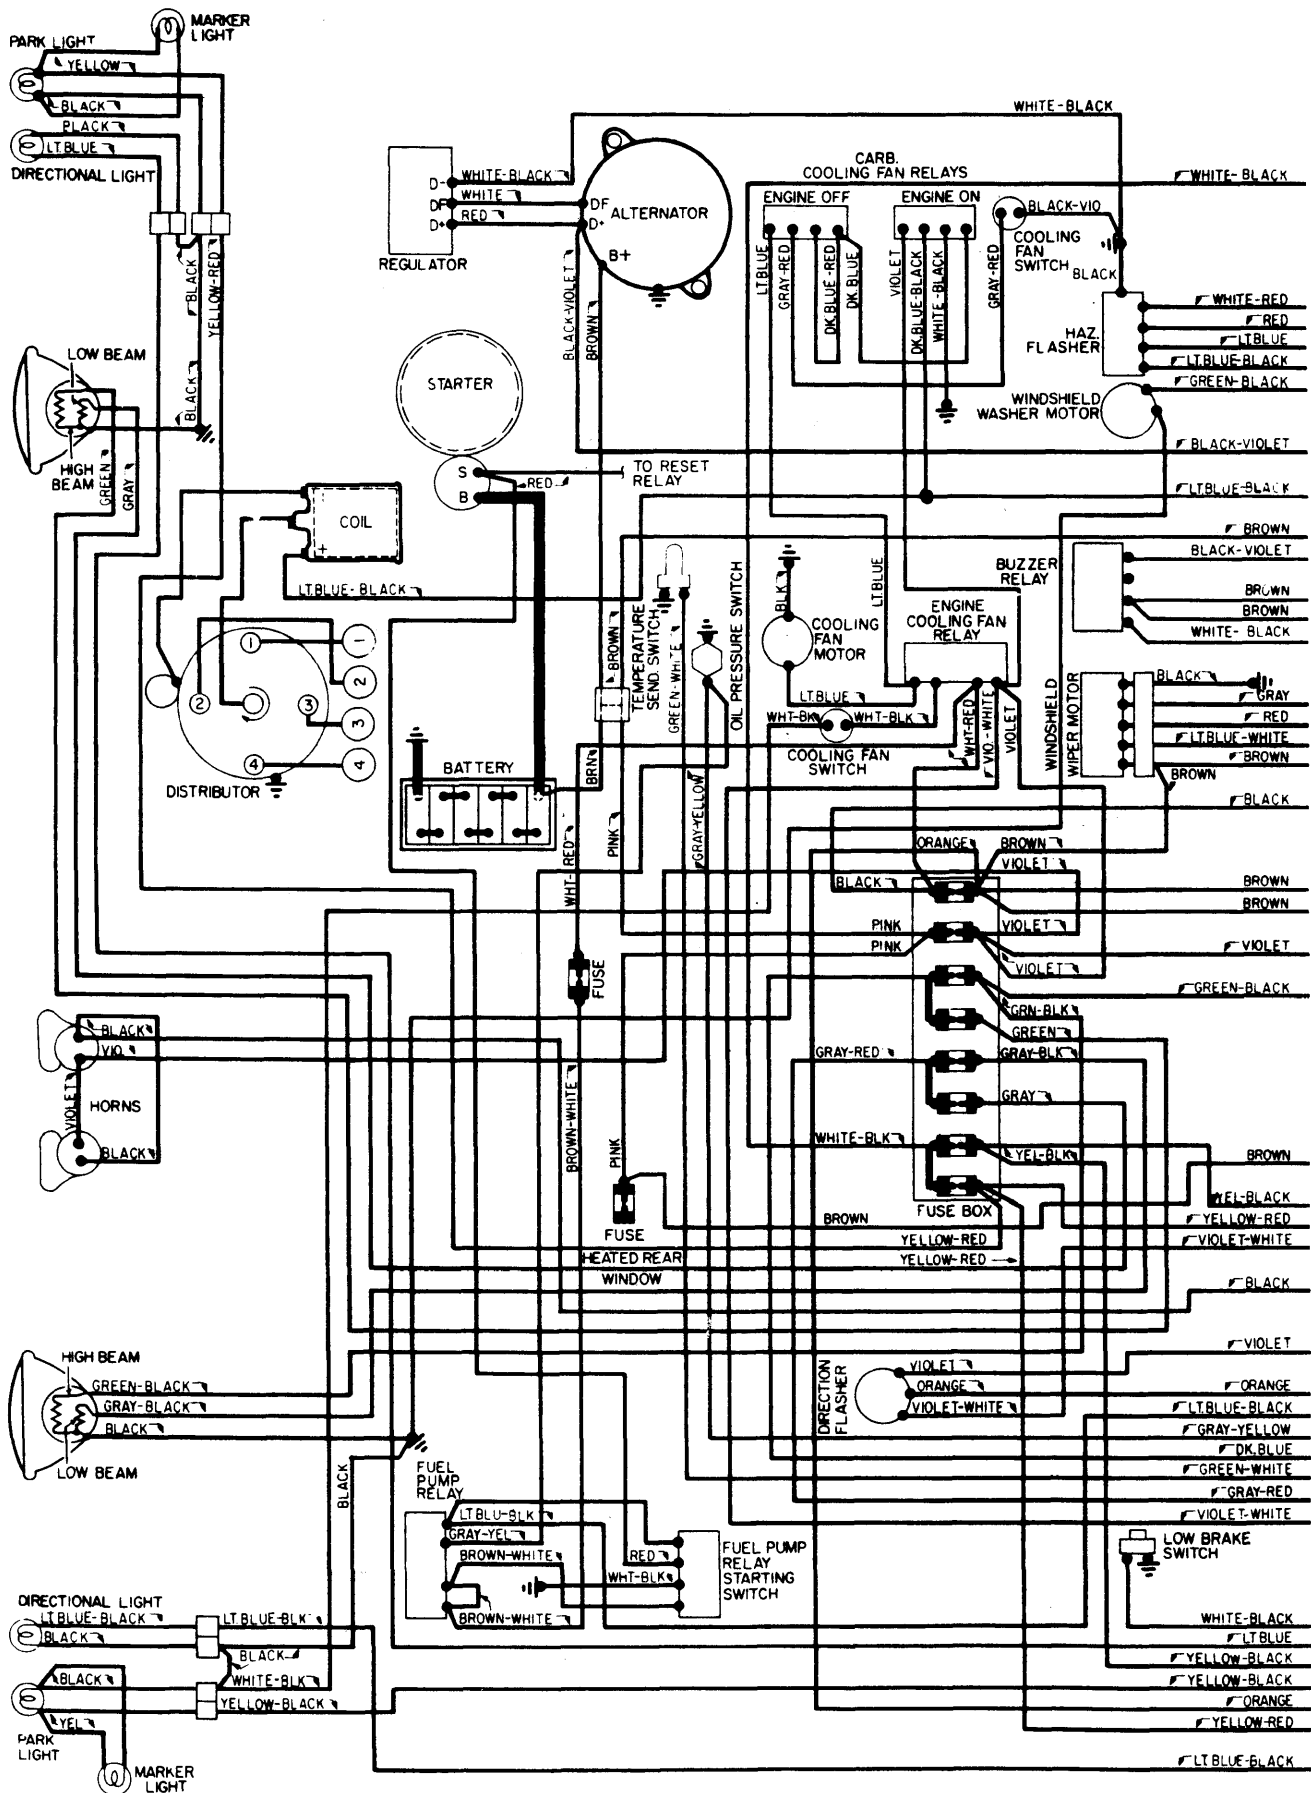 MARKER
LIGHT
PARK LIGHT
YELLOW
BLACK
BLACK
LT.BLUE
DIRECTIONAL LIGHT
BLACK
YELLOW-RED
BLACK
LOW BEAM
HIGH
BEAM
GREEN
GRAY
WHITE-BLACK
D-
WHITE-BLACK
DF
WHITE
D+
RED
REGULATOR
DF
D+
ALTERNATOR
B+
BLACK-VIOLET
BROWN
CARB.
COOLING FAN RELAYS
ENGINE OFF
ENGINE ON
LT.BLUE
GRAY-RED
DK.BLUE-RED
DK.BLUE
VIOLET
DK.BLUE-BLACK
WHITE-BLACK
GRAY-RED
BLACK-VIO
COOLING
FAN
SWITCH
BLACK
WHITE-BLACK
HAZ.
FLASHER
WHITE-RED
RED
LT.BLUE
LT.BLUE-BLACK
GREEN-BLACK
WINDSHIELD
WASHER MOTOR
BLACK-VIOLET
LT.BLUE-BLACK
BROWN
STARTER
S
B
RED
TO RESET
RELAY
COIL
-
+
LT.BLUE-BLACK
1
2
3
4
1
2
3
4
DISTRIBUTOR
BATTERY
BROWN
BRN
TEMPERATURE
SEND. SWITCH
GREEN-WHITE
OIL PRESSURE SWITCH
BLK
COOLING
FAN
MOTOR
LT.BLUE
LT.BLUE
WHT-BK
WHT-BLK
COOLING FAN
SWITCH
ENGINE
COOLING FAN
RELAY
WHT-RED
VIO.-WHITE
VIOLET
BUZZER
RELAY
BLACK-VIOLET
BROWN
BROWN
WHITE-BLACK
WINDSHIELD
WIPER MOTOR
BLACK
GRAY
RED
LT.BLUE-WHITE
BROWN
BROWN
BLACK
WHT-RED
PINK
GRAY-YELLOW
ORANGE
BROWN
VIOLET
BLACK
BROWN
BROWN
PINK
VIOLET
PINK
VIOLET
VIOLET
FUSE
GREEN-BLACK
GRN-BLK
GREEN
GRAY-RED
GRAY-BLK
GRAY
WHITE-BLK
YEL-BLK
BROWN
YEL-BLACK
FUSE BOX
BROWN
YELLOW-RED
YELLOW-RED
VIOLET-WHITE
YELLOW-RED
BLACK
BLACK
VIO.
VIOLET
HORNS
BLACK
BROWN-WHITE
PINK
FUSE
HEATED REAR
WINDOW
HIGH BEAM
GREEN-BLACK
GRAY-BLACK
BLACK
LOW BEAM
BLACK
DIRECTION
FLASHER
VIOLET
ORANGE
VIOLET-WHITE
VIOLET
ORANGE
LT.BLUE-BLACK
GRAY-YELLOW
DK.BLUE
GREEN-WHITE
GRAY-RED
VIOLET-WHITE
LOW BRAKE
SWITCH
FUEL
PUMP
RELAY
LT.BLU-BLK
GRAY-YEL
BROWN-WHITE
BROWN-WHITE
RED
WHT-BLK
FUEL PUMP
RELAY
STARTING
SWITCH
DIRECTIONAL LIGHT
LT.BLUE-BLACK
BLACK
LT.BLUE-BLK
BLACK
BLACK
WHITE-BLK
YELLOW-BLACK
YEL
PARK
LIGHT
MARKER
LIGHT
WHITE-BLACK
LT.BLUE
YELLOW-BLACK
YELLOW-BLACK
ORANGE
YELLOW-RED
LT.BLUE-BLACK